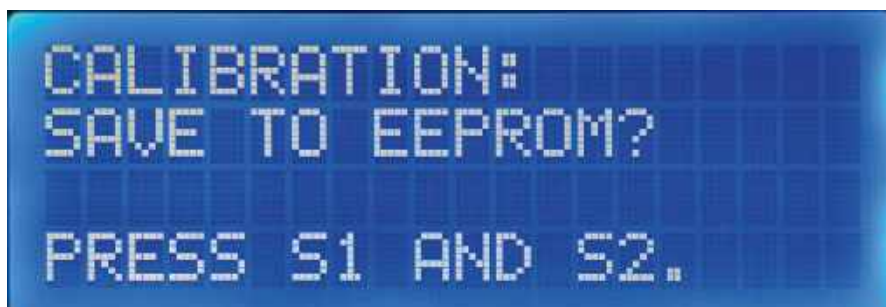 CALIBRATION:
SAVE TO EEPROM?
PRESS S1 AND S2.